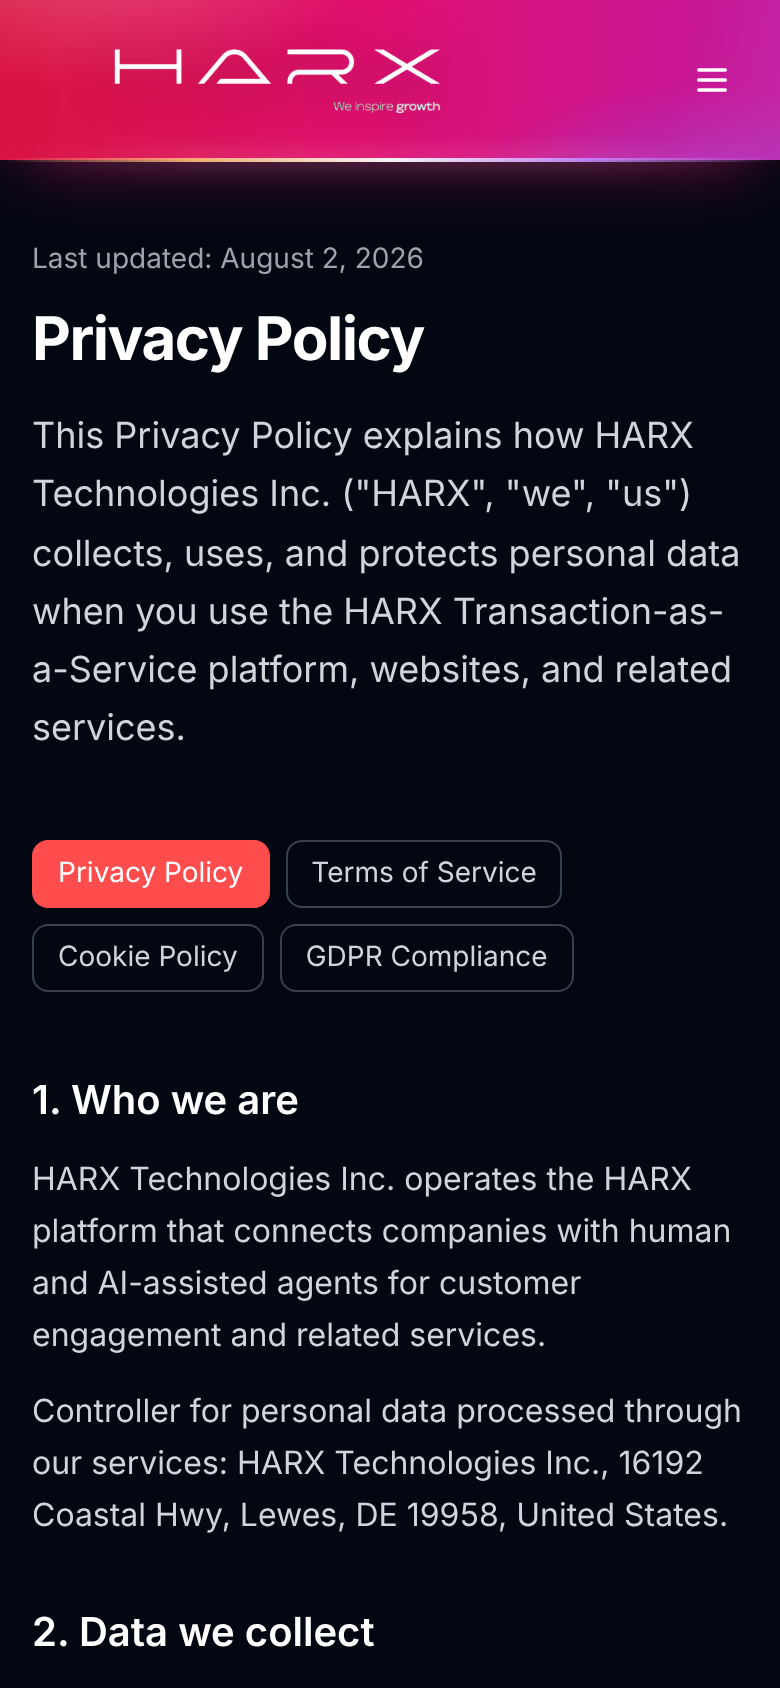 HARX
We inspire growth
Last updated: August 2, 2026
Privacy Policy
This Privacy Policy explains how HARX
Technologies Inc. ("HARX", "we", "us")
collects, uses, and protects personal data
when you use the HARX Transaction-as-
a-Service platform, websites, and related
services.
Privacy Policy
Terms of Service
Cookie Policy
GDPR Compliance
1. Who we are
HARX Technologies Inc. operates the HARX
platform that connects companies with human
and AI-assisted agents for customer
engagement and related services.
Controller for personal data processed through
our services: HARX Technologies Inc., 16192
Coastal Hwy, Lewes, DE 19958, United States.
2. Data we collect